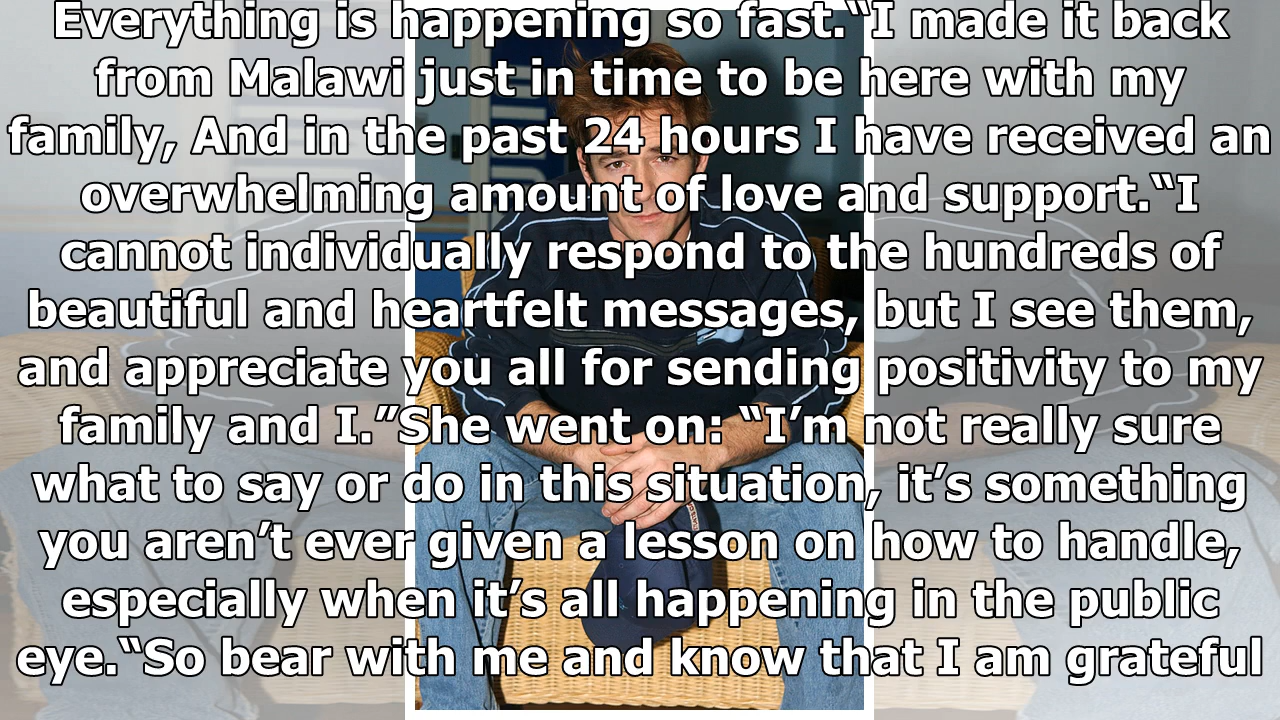 Everything is happening so fast.“I made it back
from Malawi just in time to be here with my
family, And in the past 24 hours I have received an
overwhelming amount of love and support.“I
cannot individually respond to the hundreds of
beautiful and heartfelt messages, but I see them,
and appreciate you all for sending positivity to my
family and I.”She went on: “I’m not really sure
what to say or do in this situation, it’s something
you aren’t ever given a lesson on how to handle,
especially when it’s all happening in the public
eye.“So bear with me and know that I am grateful